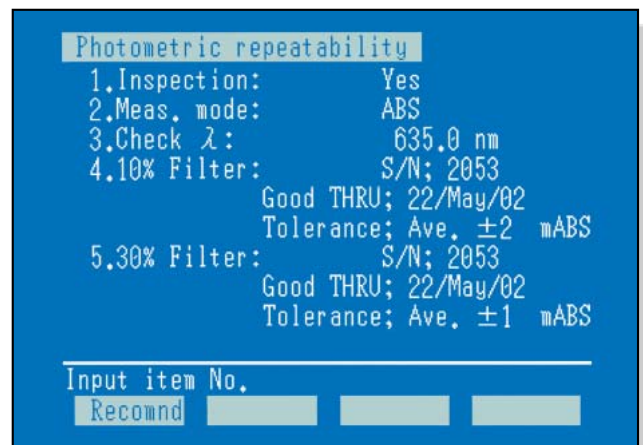 Photometric repeatability
1.Inspection: Yes
2.Meas. mode: ABS
3.Check λ: 635.0 nm
4.10% Filter: S/N; 2053
Good THRU; 22/May/02
Tolerance; Ave. ±2 mABS
5.30% Filter: S/N; 2053
Good THRU; 22/May/02
Tolerance; Ave. ±1 mABS
Input item No.
Recomnd